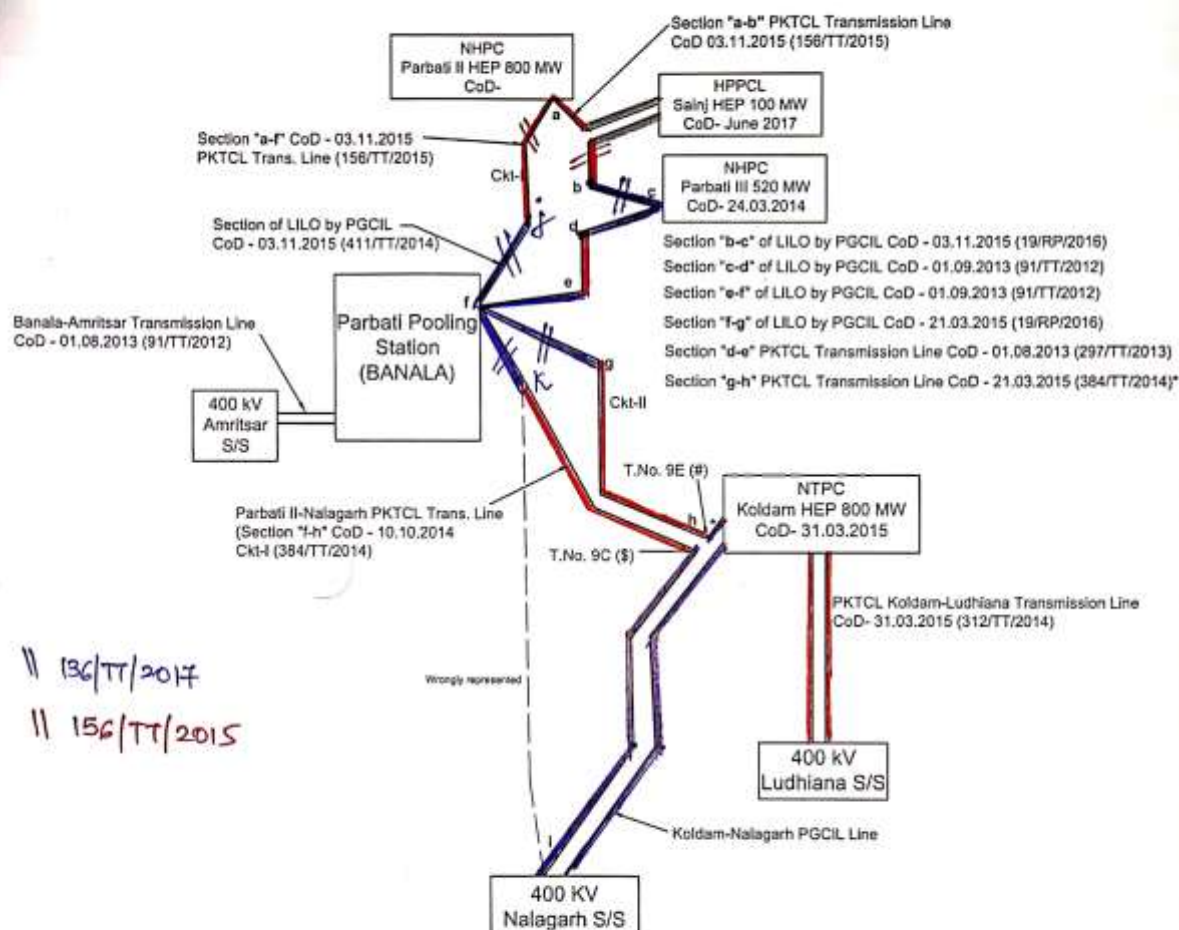 Section "a-b" PKTCL Transmission Line
CoD 03.11.2015 (156/TT/2015)
NHPC
Parbati II HEP 800 MW
CoD-
a
HPPCL
Sainj HEP 100 MW
CoD- June 2017
Section "a-f" CoD - 03.11.2015
PKTCL Trans. Line (156/TT/2015)
Ckt-I
b
c
NHPC
Parbati III 520 MW
CoD- 24.03.2014
Section of LILO by PGCIL
CoD - 03.11.2015 (411/TT/2014)
j
d
Section "b-c" of LILO by PGCIL CoD - 03.11.2015 (19/RP/2016)
Section "c-d" of LILO by PGCIL CoD - 01.09.2013 (91/TT/2012)
e
Section "e-f" of LILO by PGCIL CoD - 01.09.2013 (91/TT/2012)
f
Section "f-g" of LILO by PGCIL CoD - 21.03.2015 (19/RP/2016)
Section "d-e" PKTCL Transmission Line CoD - 01.08.2013 (297/TT/2013)
Section "g-h" PKTCL Transmission Line CoD - 21.03.2015 (384/TT/2014)*
Banala-Amritsar Transmission Line
CoD - 01.08.2013 (91/TT/2012)
Parbati Pooling
Station
(BANALA)
g
K
Ckt-II
400 kV
Amritsar
S/S
T.No. 9E (#)
h
*
NTPC
Koldam HEP 800 MW
CoD- 31.03.2015
Parbati II-Nalagarh PKTCL Trans. Line
(Section "f-h" CoD - 10.10.2014
Ckt-I (384/TT/2014)
T.No. 9C ($)
PKTCL Koldam-Ludhiana Transmission Line
CoD- 31.03.2015 (312/TT/2014)
Wrongly represented
\\ 136/TT/2017
\\ 156/TT/2015
400 kV
Ludhiana S/S
Koldam-Nalagarh PGCIL Line
400 KV
Nalagarh S/S